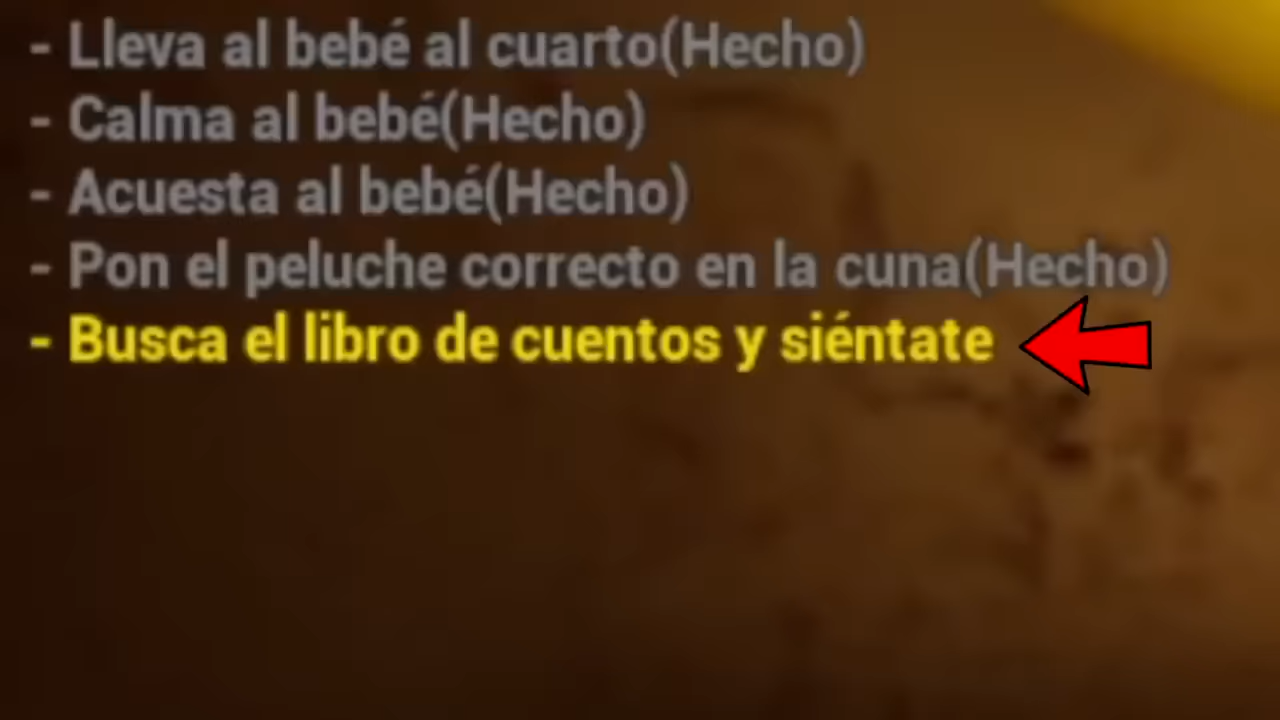 - Lleva al bebé al cuarto(Hecho)
- Calma al bebé(Hecho)
- Acuesta al bebé(Hecho)
- Pon el peluche correcto en la cuna(Hecho)
- Busca el libro de cuentos y siéntate